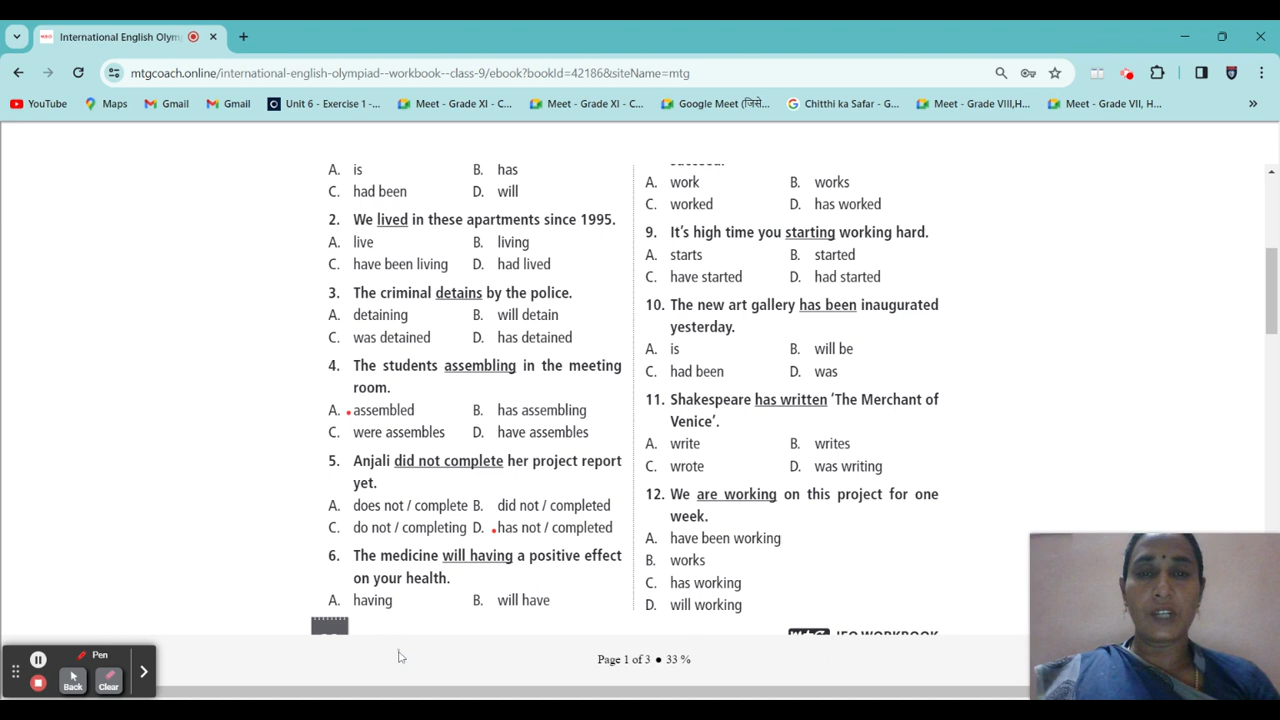 International English Olym
mtgcoach.online/international-english-olympiad--workbook--class-9/ebook?bookId=42186&siteName=mtg
YouTube
Maps
Gmail
Gmail
Unit 6 - Exercise 1 -...
Meet - Grade XI - C...
Meet - Grade XI - C...
Google Meet (जिसे...
Chitthi ka Safar - G...
Meet - Grade VIII,H...
Meet - Grade VII, H...
A. is B. has
C. had been D. will
2. We lived in these apartments since 1995.
A. live B. living
C. have been living D. had lived
3. The criminal detains by the police.
A. detaining B. will detain
C. was detained D. has detained
4. The students assembling in the meeting
room.
A. assembled B. has assembling
C. were assembles D. have assembles
5. Anjali did not complete her project report
yet.
A. does not / complete B. did not / completed
C. do not / completing D. has not / completed
6. The medicine will having a positive effect
on your health.
A. having B. will have
A. work B. works
C. worked D. has worked
9. It's high time you starting working hard.
A. starts B. started
C. have started D. had started
10. The new art gallery has been inaugurated
yesterday.
A. is B. will be
C. had been D. was
11. Shakespeare has written 'The Merchant of
Venice'.
A. write B. writes
C. wrote D. was writing
12. We are working on this project for one
week.
A. have been working
B. works
C. has working
D. will working
IEO WORKBOOK
Page 1 of 3 ● 33 %
Pen
Back
Clear